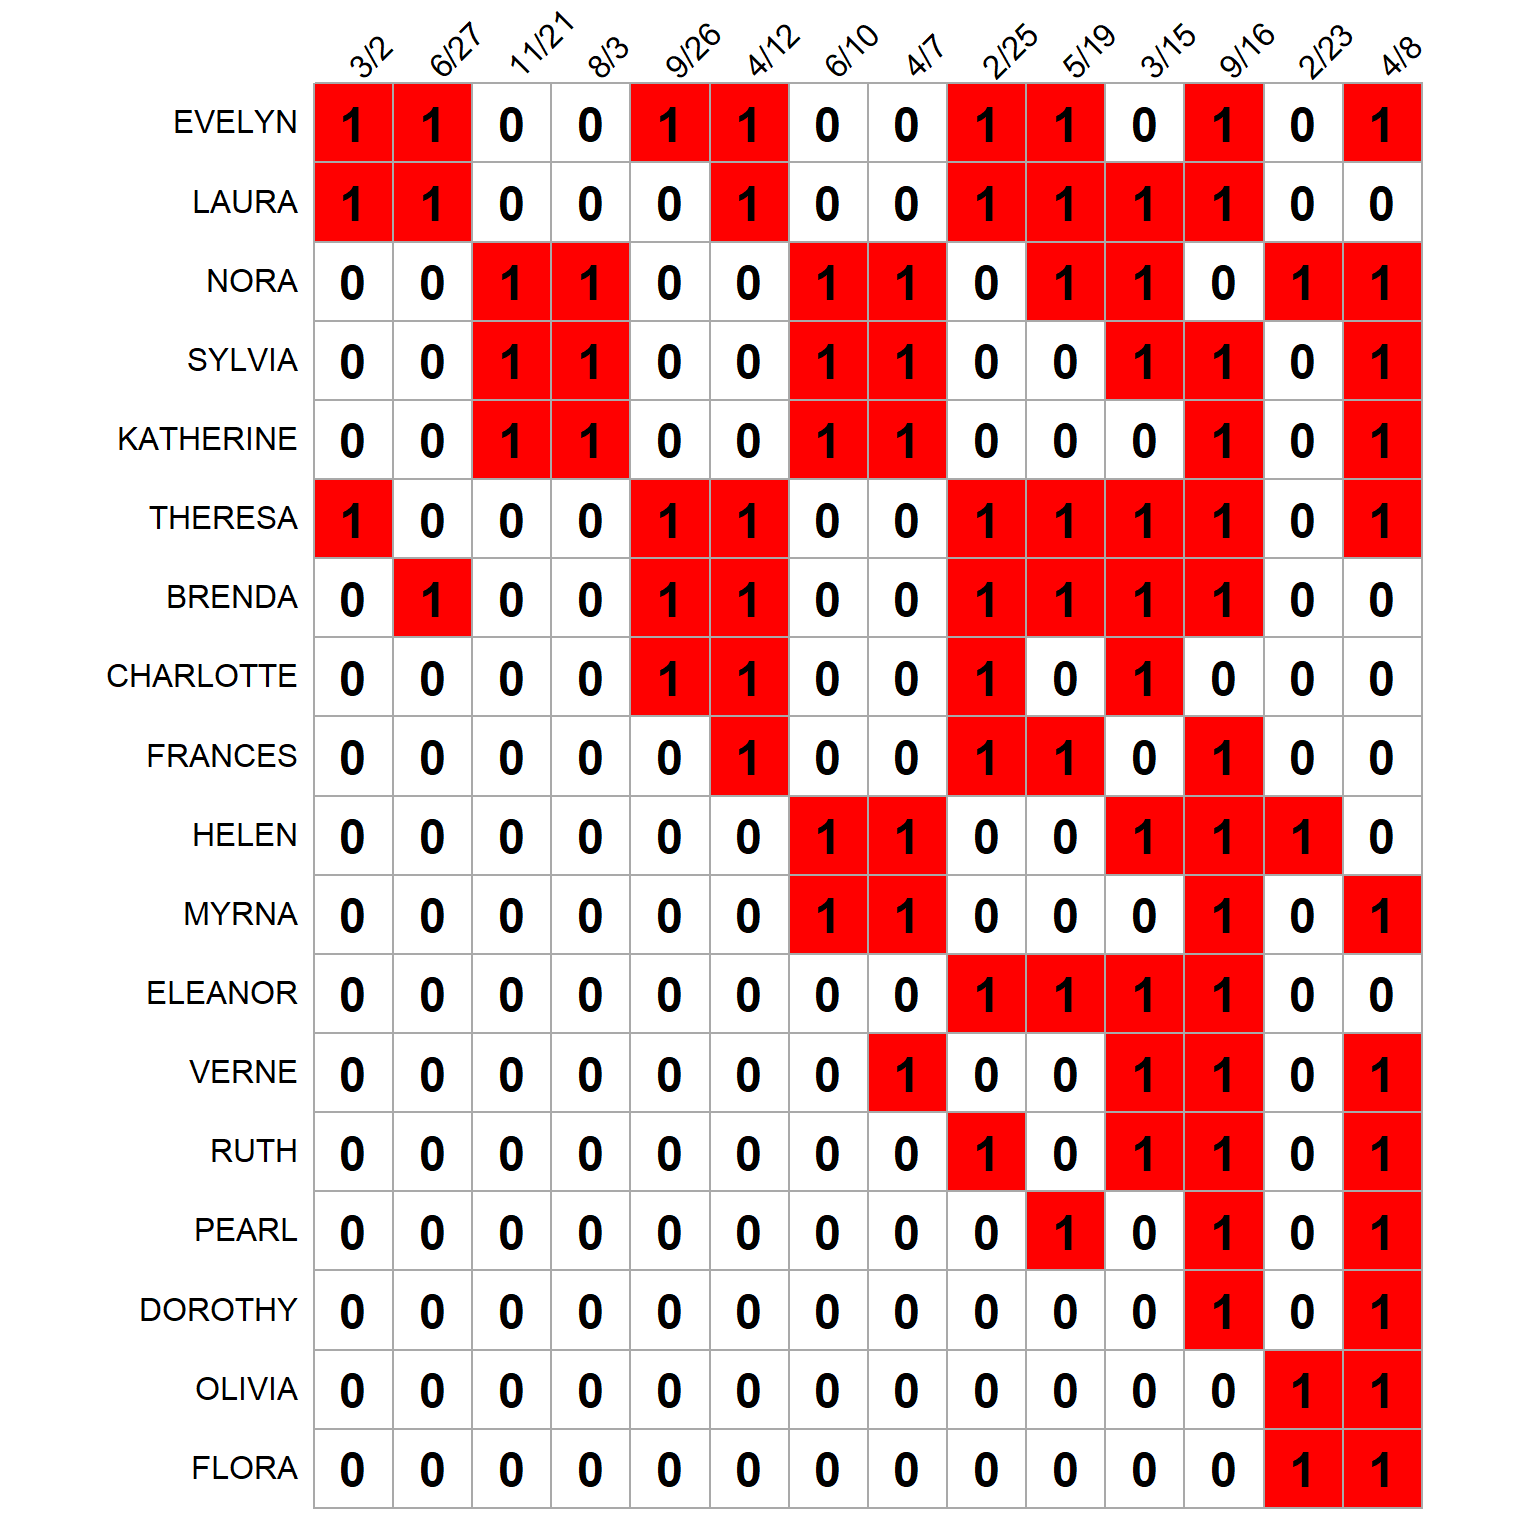 3/2 6/27 11/21 8/3 9/26 4/12 6/10 4/7 2/25 5/19 3/15 9/16 2/23 4/8
EVELYN 1 1 0 0 1 1 0 0 1 1 0 1 0 1
LAURA 1 1 0 0 0 1 0 0 1 1 1 1 0 0
NORA 0 0 1 1 0 0 1 1 0 1 1 0 1 1
SYLVIA 0 0 1 1 0 0 1 1 0 0 1 1 0 1
KATHERINE 0 0 1 1 0 0 1 1 0 0 0 1 0 1
THERESA 1 0 0 0 1 1 0 0 1 1 1 1 0 1
BRENDA 0 1 0 0 1 1 0 0 1 1 1 1 0 0
CHARLOTTE 0 0 0 0 1 1 0 0 1 0 1 0 0 0
FRANCES 0 0 0 0 0 1 0 0 1 1 0 1 0 0
HELEN 0 0 0 0 0 0 1 1 0 0 1 1 1 0
MYRNA 0 0 0 0 0 0 1 1 0 0 0 1 0 1
ELEANOR 0 0 0 0 0 0 0 0 1 1 1 1 0 0
VERNE 0 0 0 0 0 0 0 1 0 0 1 1 0 1
RUTH 0 0 0 0 0 0 0 0 1 0 1 1 0 1
PEARL 0 0 0 0 0 0 0 0 0 1 0 1 0 1
DOROTHY 0 0 0 0 0 0 0 0 0 0 0 1 0 1
OLIVIA 0 0 0 0 0 0 0 0 0 0 0 0 1 1
FLORA 0 0 0 0 0 0 0 0 0 0 0 0 1 1